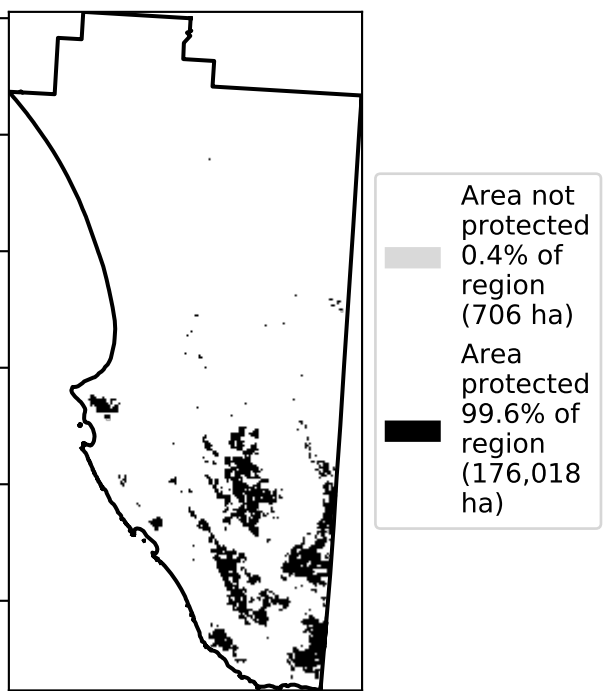 Area not
protected
0.4% of
region
(706 ha)
Area
protected
99.6% of
region
(176,018
ha)